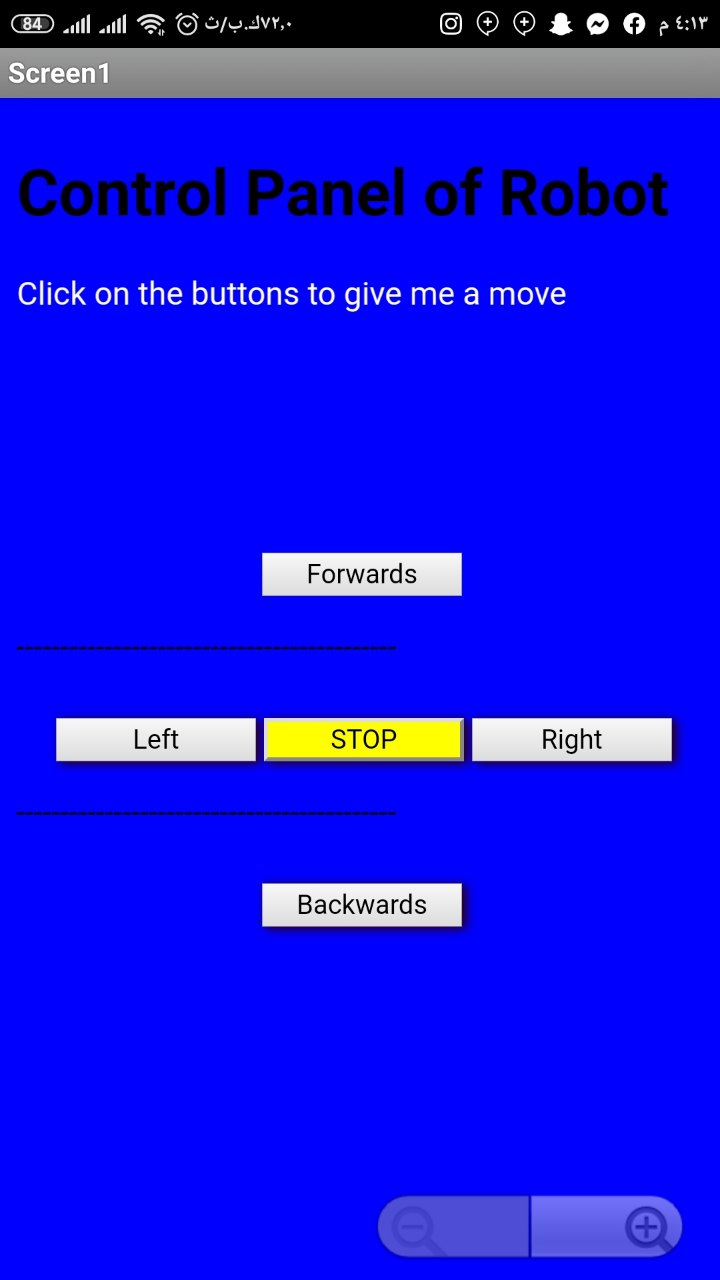 84 ٧٢,٠ك.ب/ث ٤:١٣ م
Screen1
Control Panel of Robot
Click on the buttons to give me a move
Forwards
---------------------------------------
Left STOP Right
---------------------------------------
Backwards